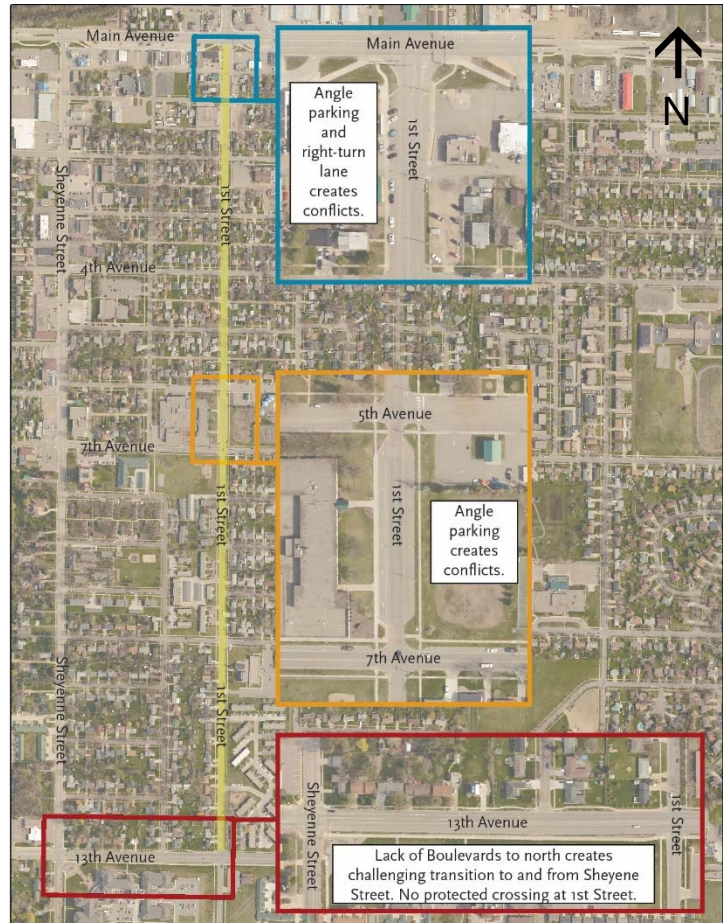 Main Avenue
Main Avenue
N
Angle
parking
and
right-turn
lane
creates
conflicts.
1st Street
Sheyenne Street
1st Street
4th Avenue
5th Avenue
7th Avenue
1st Street
1st Street
Angle
parking
creates
conflicts.
7th Avenue
Sheyenne Street
1st Street
Sheyenne Street
13th Avenue
1st Street
13th Avenue
Lack of Boulevards to north creates
challenging transition to and from Sheyene
Street. No protected crossing at 1st Street.